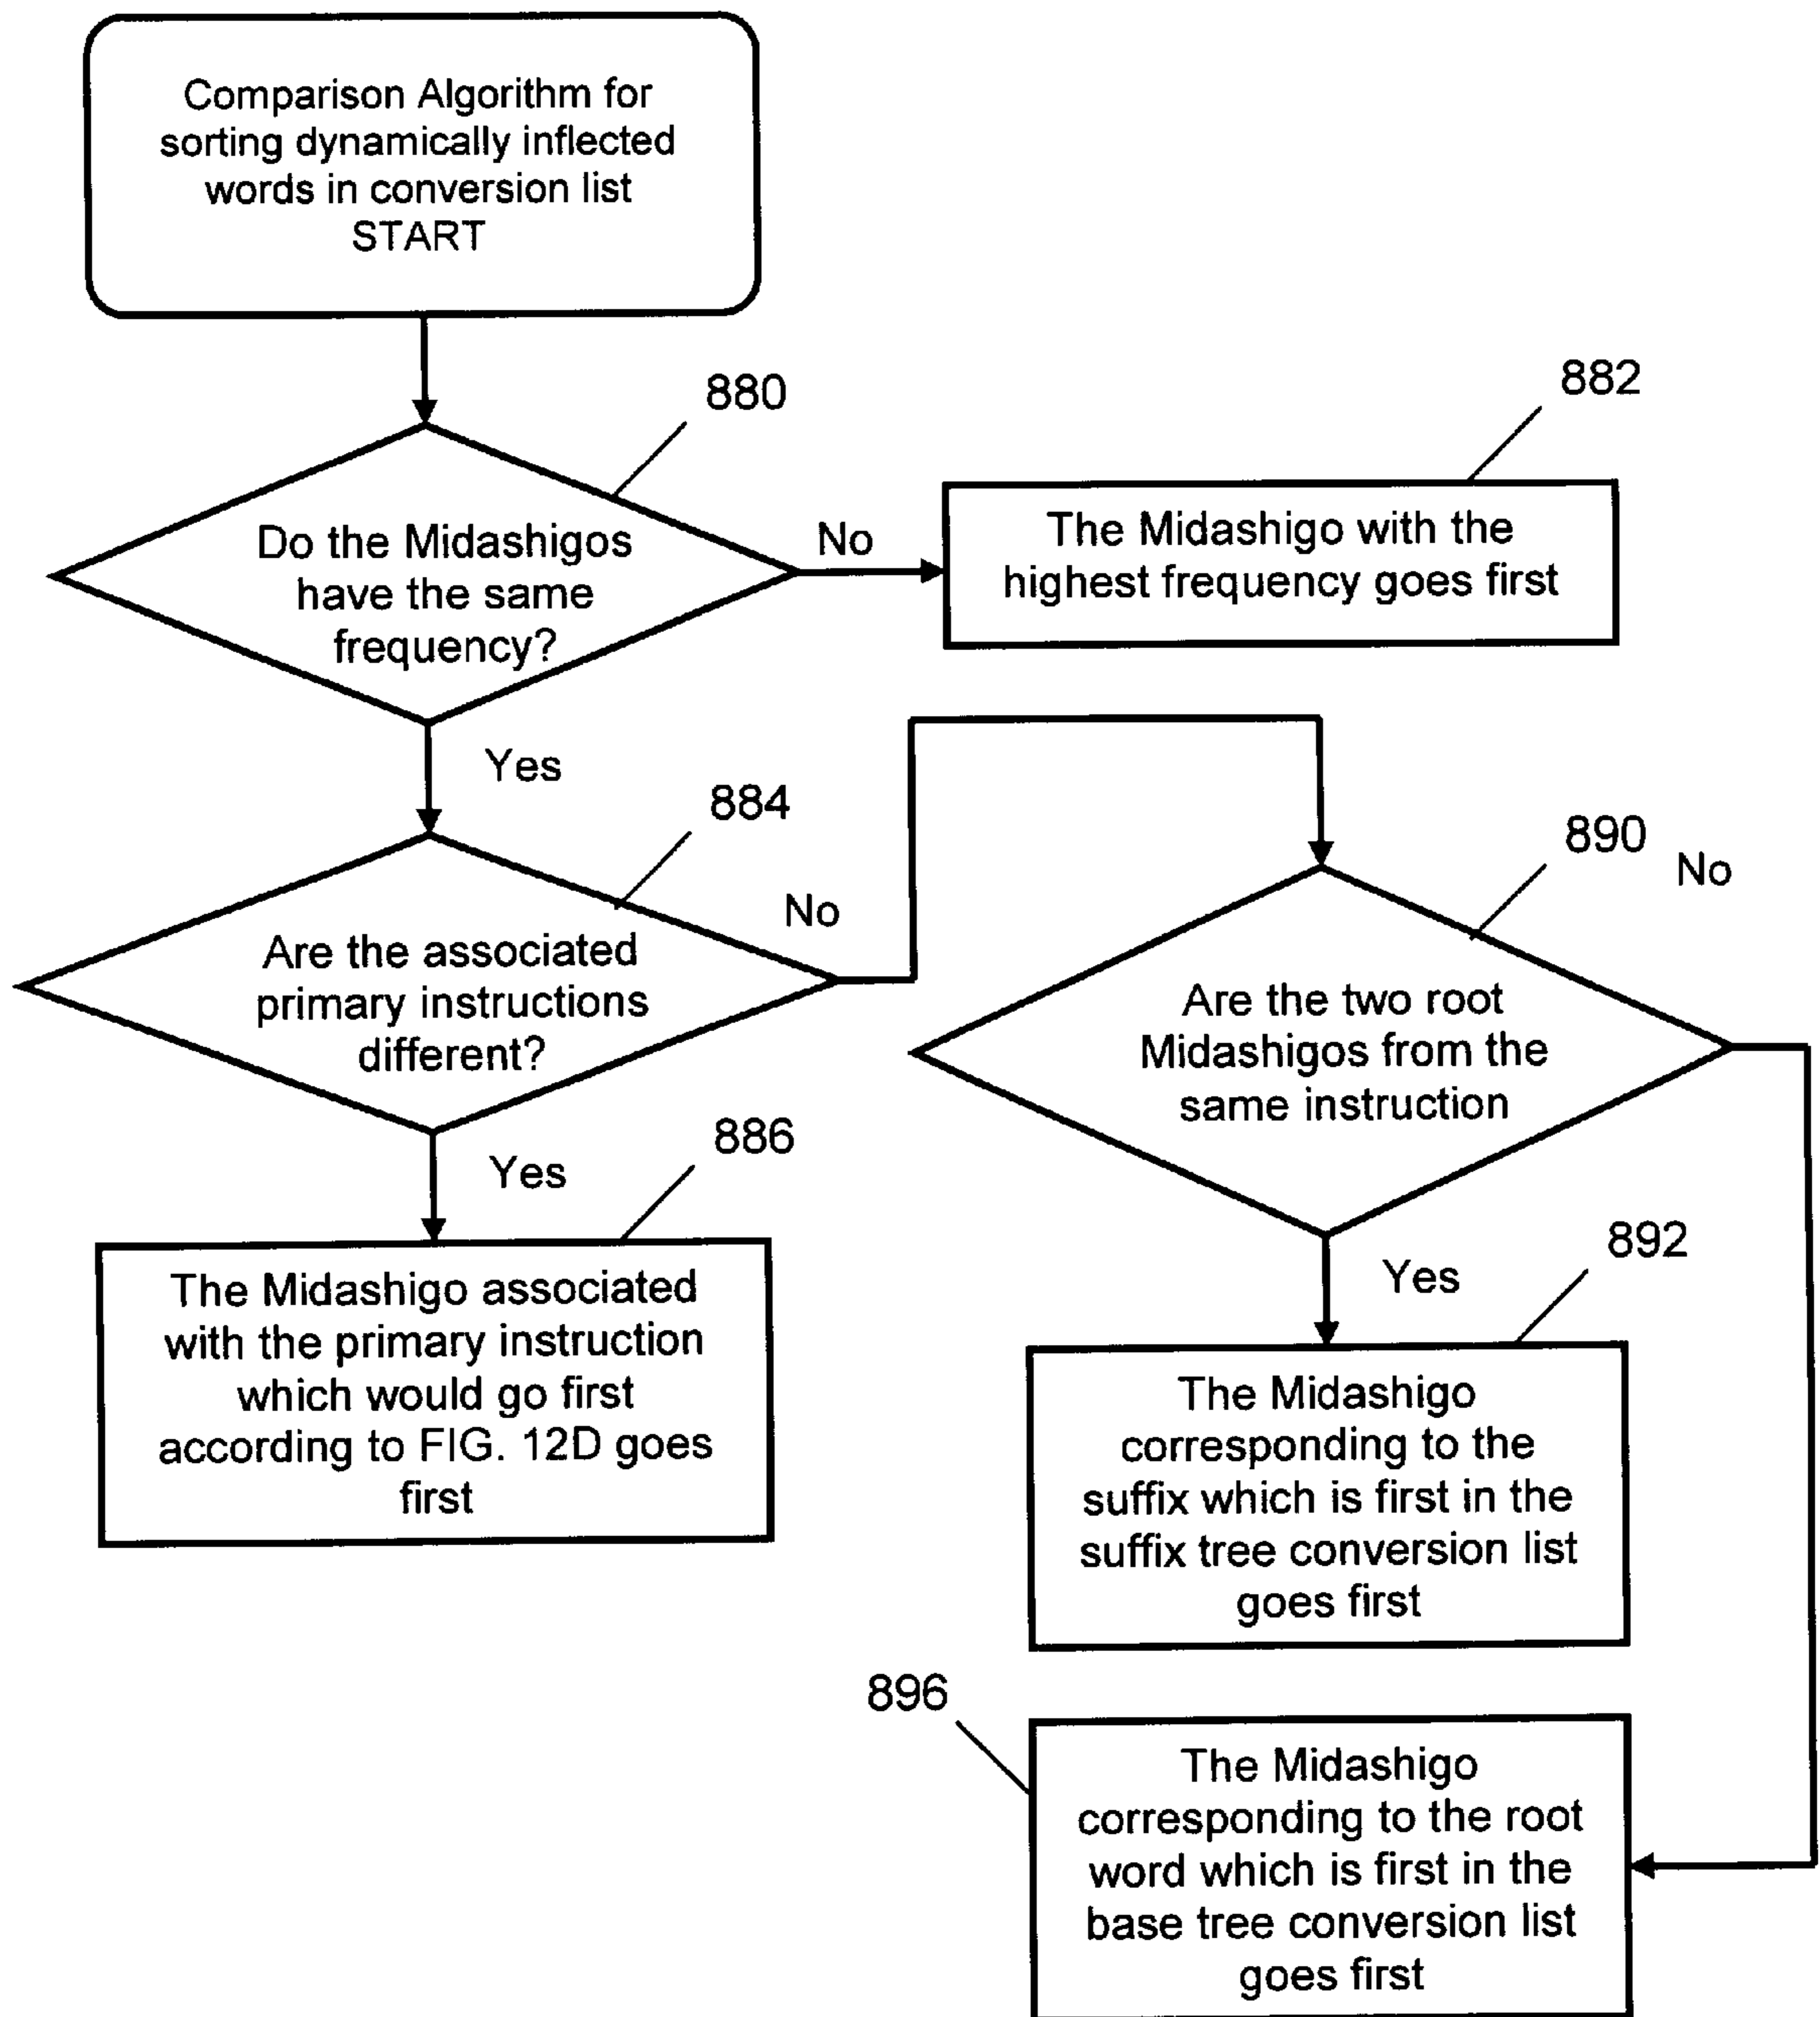 Comparison Algorithm for
sorting dynamically inflected
words in conversion list
START
880
882
Do the Midashigos
have the same
frequency?
No
The Midashigo with the
highest frequency goes first
Yes
884
890
No
No
Are the associated
primary instructions
different?
Are the two root
Midashigos from the
same instruction
886
Yes
892
Yes
The Midashigo associated
with the primary instruction
which would go first
according to FIG. 12D goes
first
The Midashigo
corresponding to the
suffix which is first in the
suffix tree conversion list
goes first
896
The Midashigo
corresponding to the root
word which is first in the
base tree conversion list
goes first